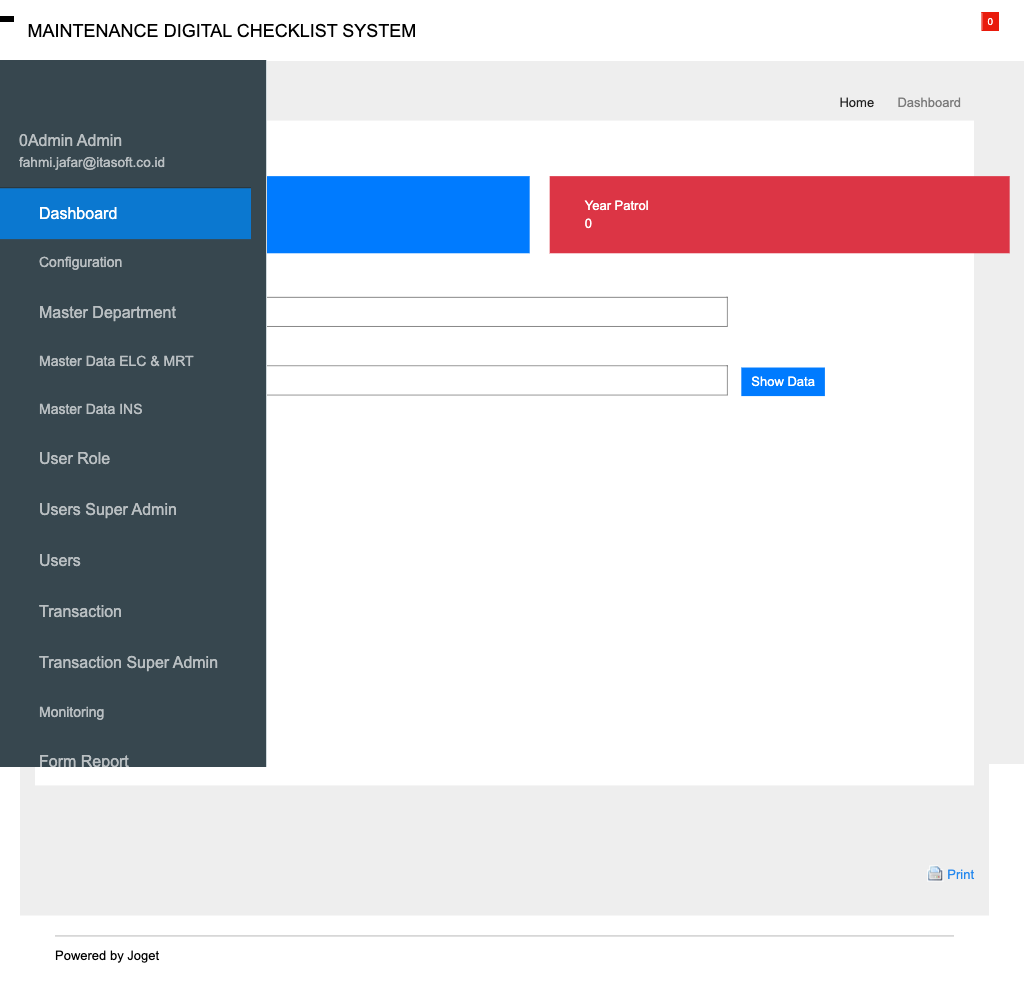 MAINTENANCE DIGITAL CHECKLIST SYSTEM
0
Home Dashboard
0Admin Admin
fahmi.jafar@itasoft.co.id
Dashboard
Configuration
Master Department
Master Data ELC & MRT
Master Data INS
User Role
Users Super Admin
Users
Transaction
Transaction Super Admin
Monitoring
Form Report
Year Patrol
0
Show Data
Print
Powered by Joget